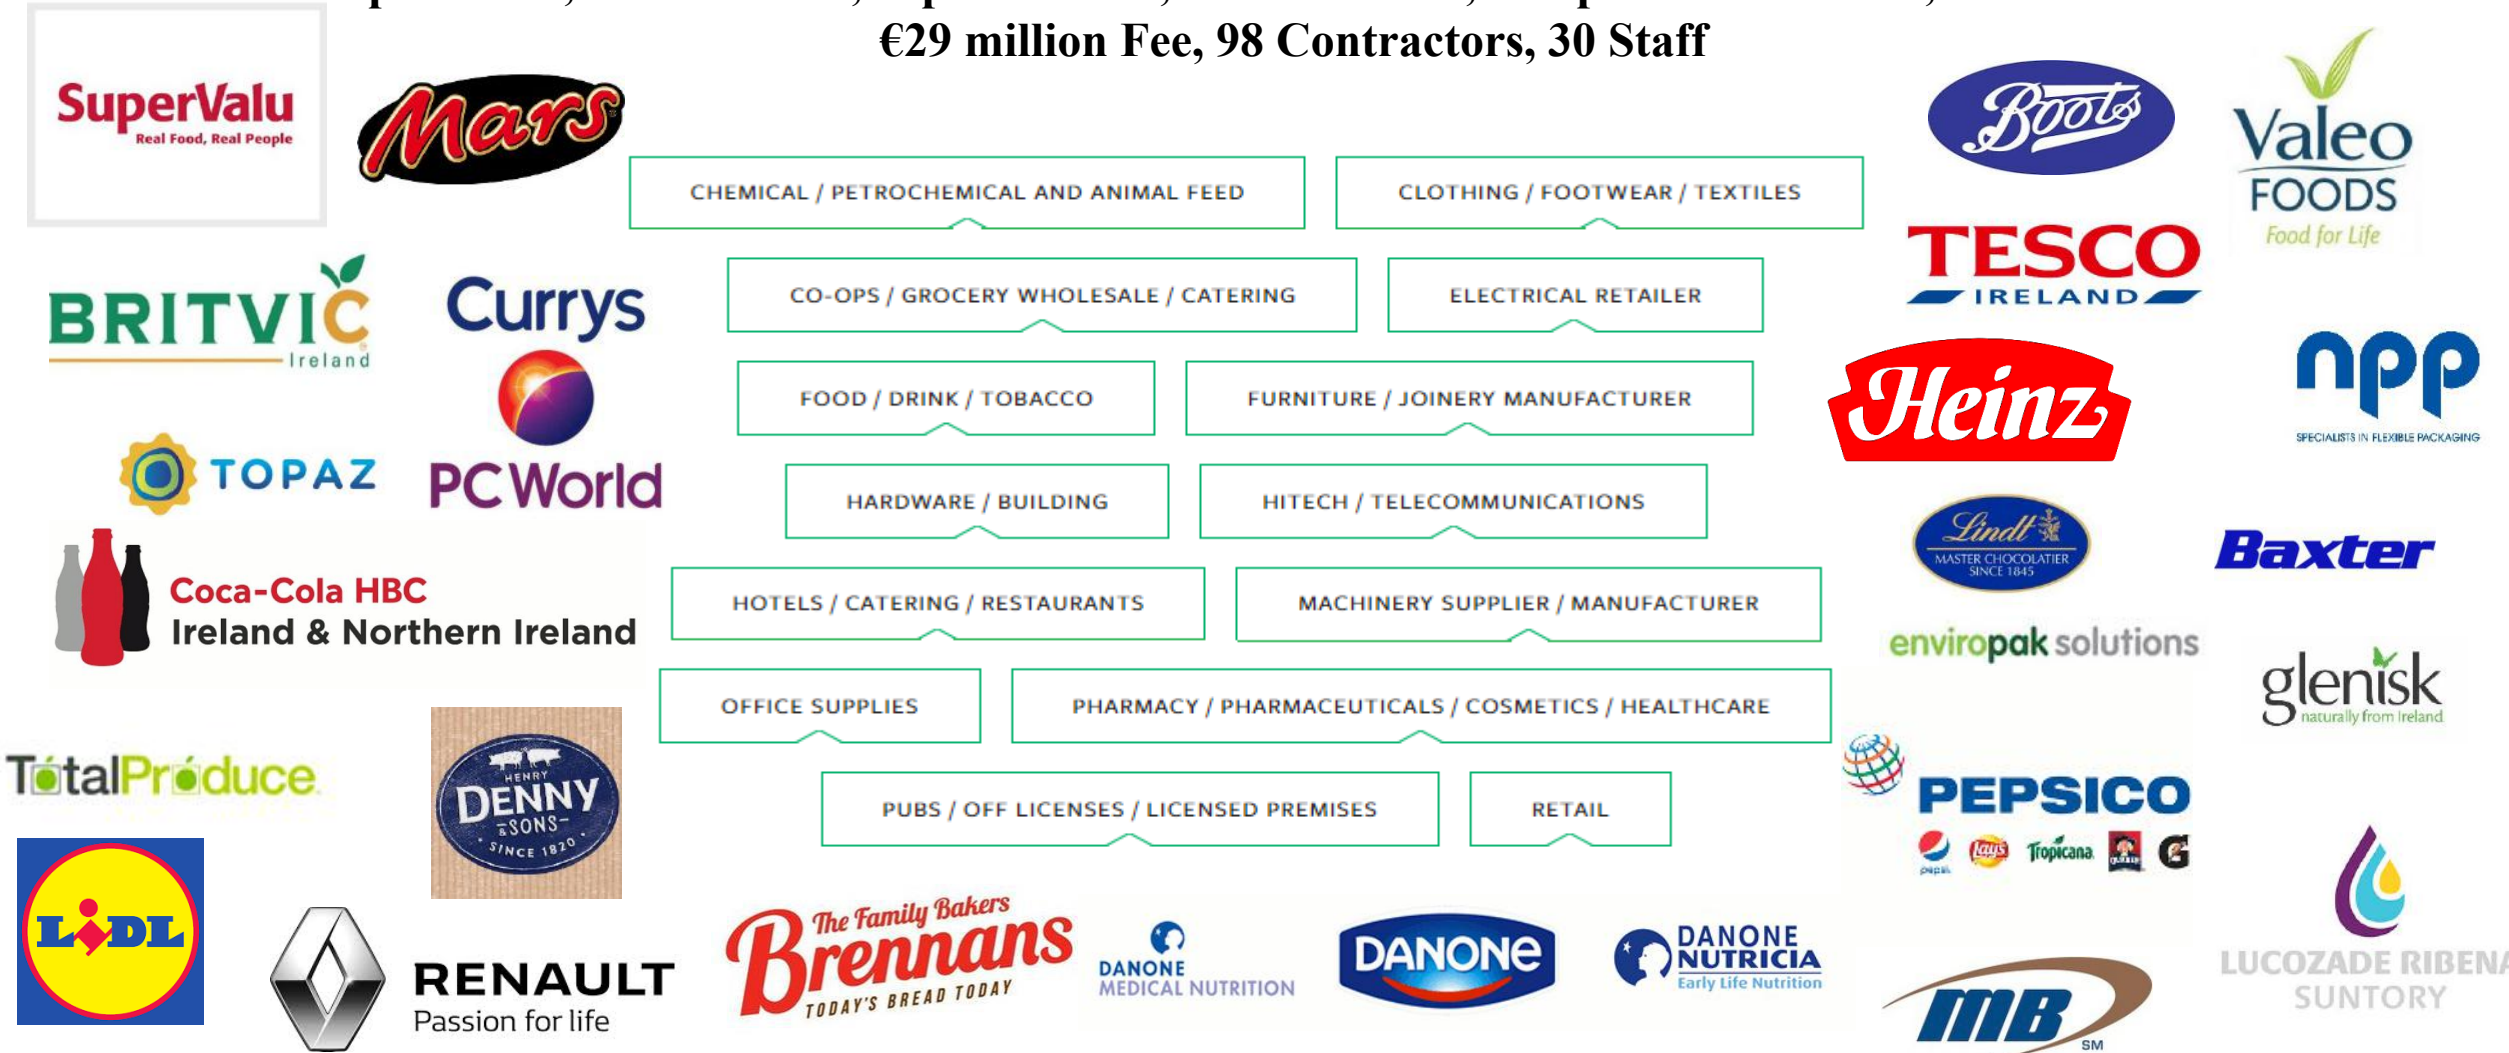 €29 million Fee, 98 Contractors, 30 Staff
SuperValu
Real Food, Real People
Mars
Boots
Valeo
FOODS
Food for Life
CHEMICAL / PETROCHEMICAL AND ANIMAL FEED
CLOTHING / FOOTWEAR / TEXTILES
TESCO
IRELAND
BRITVIC
Ireland
Currys
PC World
CO-OPS / GROCERY WHOLESALE / CATERING
ELECTRICAL RETAILER
npp
SPECIALISTS IN FLEXIBLE PACKAGING
Heinz
FOOD / DRINK / TOBACCO
FURNITURE / JOINERY MANUFACTURER
TOPAZ
HARDWARE / BUILDING
HITECH / TELECOMMUNICATIONS
Lindt
MASTER CHOCOLATIER
SINCE 1845
Baxter
Coca-Cola HBC
Ireland & Northern Ireland
HOTELS / CATERING / RESTAURANTS
MACHINERY SUPPLIER / MANUFACTURER
enviropak solutions
glenisk
naturally from Ireland
OFFICE SUPPLIES
PHARMACY / PHARMACEUTICALS / COSMETICS / HEALTHCARE
TotalProduce
HENRY
DENNY
& SONS
SINCE 1820
PUBS / OFF LICENSES / LICENSED PREMISES
RETAIL
PEPSICO
pepsi
Lay's
Tropicana
QUAKER
G
LiDL
RENAULT
Passion for life
The Family Bakers
Brennans
TODAY'S BREAD TODAY
DANONE
MEDICAL NUTRITION
DANONE
DANONE
NUTRICIA
Early Life Nutrition
LUCOZADE RIBENA
SUNTORY
MB
SM